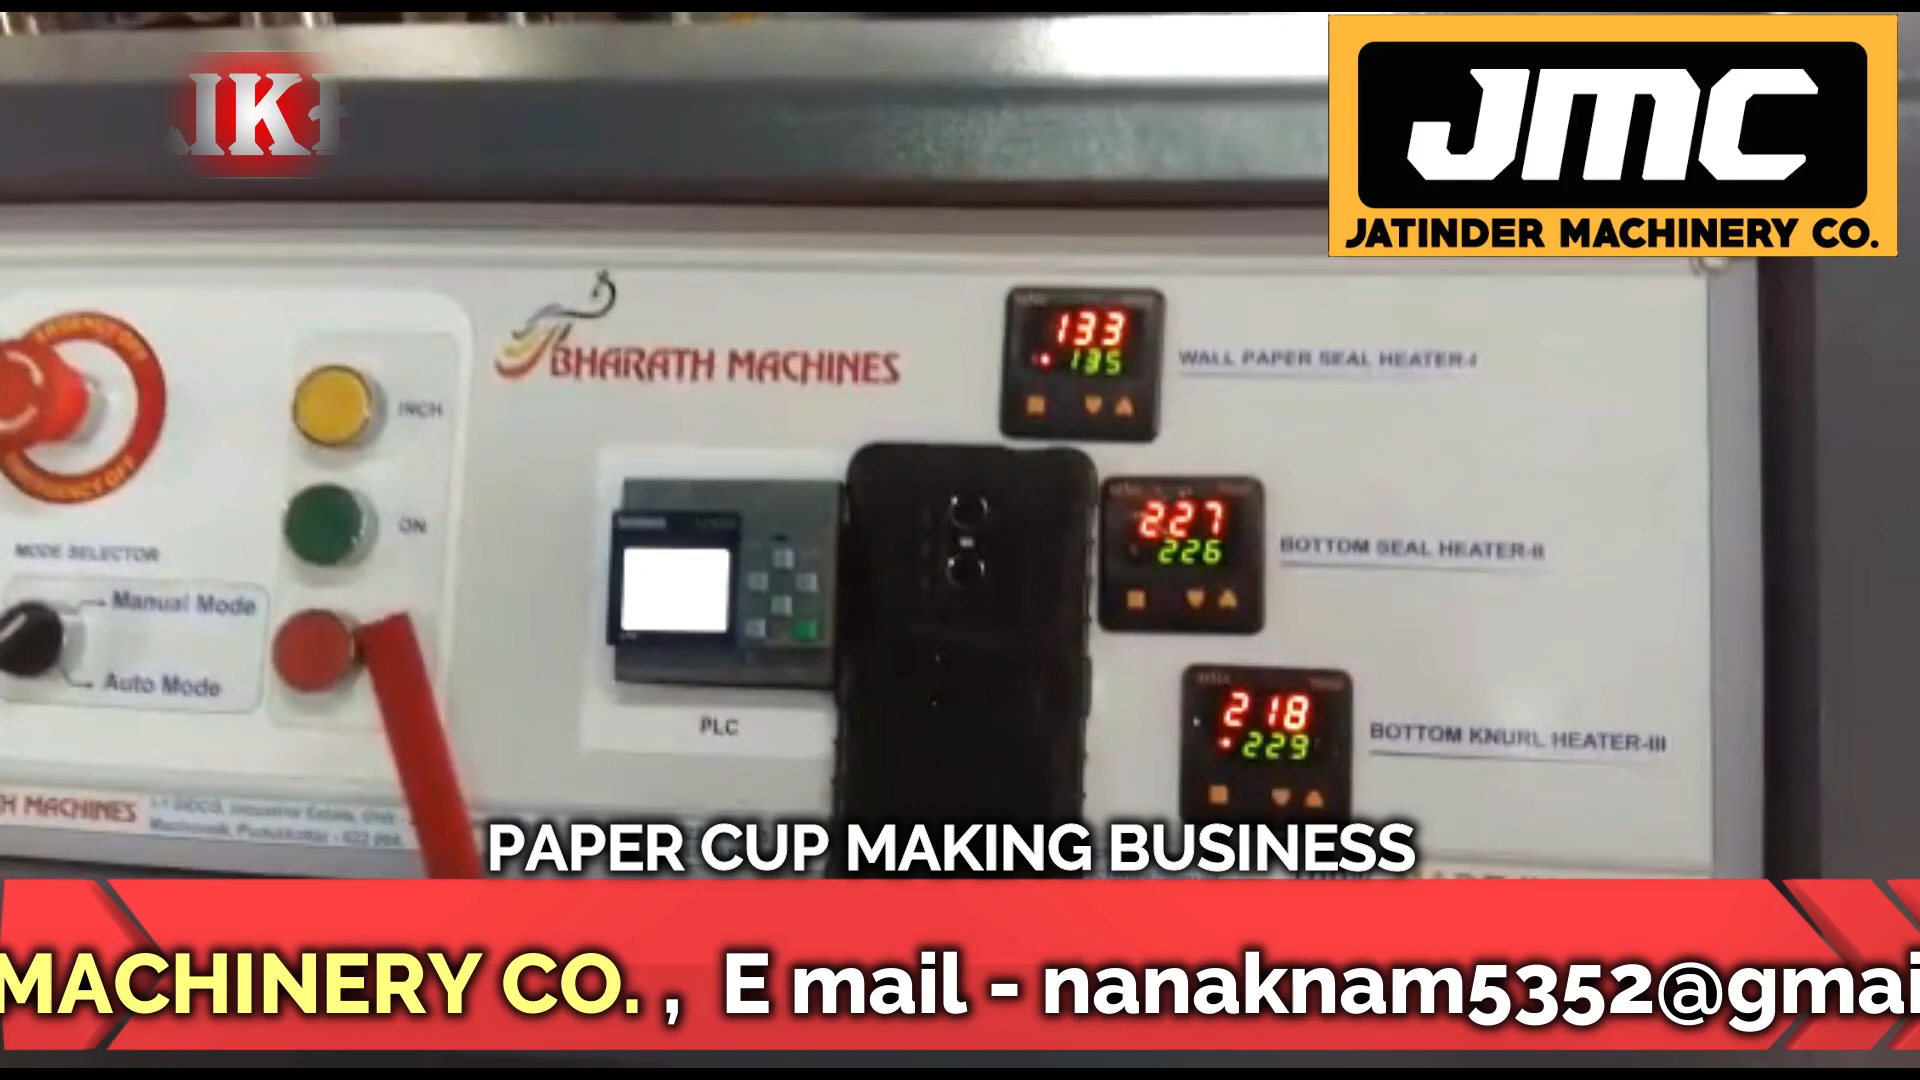 JMC
JATINDER MACHINERY CO.
BHARATH MACHINES
133
135
WALL PAPER SEAL HEATER-I
INCH
ON
227
226
BOTTOM SEAL HEATER-II
MODE SELECTOR
Manual Mode
Auto Mode
PLC
218
229
BOTTOM KNURL HEATER-III
MACHINES
PAPER CUP MAKING BUSINESS
MACHINERY CO. , E mail - nanaknam5352@gmai